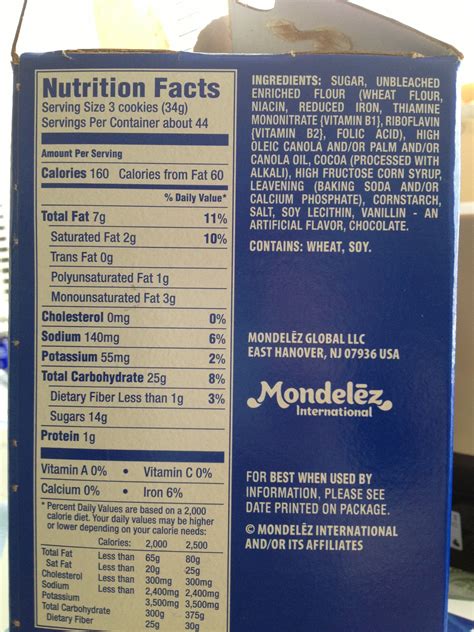 Nutrition Facts
Serving Size 3 cookies (34g)
Servings Per Container about 44
Amount Per Serving
Calories 160 Calories from Fat 60
% Daily Value*
Total Fat 7g 11%
Saturated Fat 2g 10%
Trans Fat 0g
Polyunsaturated Fat 1g
Monounsaturated Fat 3g
Cholesterol 0mg 0%
Sodium 140mg 6%
Potassium 55mg 2%
Total Carbohydrate 25g 8%
Dietary Fiber Less than 1g 3%
Sugars 14g
Protein 1g
Vitamin A 0% • Vitamin C 0%
Calcium 0% • Iron 6%
* Percent Daily Values are based on a 2,000
calorie diet. Your daily values may be higher
or lower depending on your calorie needs:
Calories: 2,000 2,500
Total Fat Less than 65g 80g
Sat Fat Less than 20g 25g
Cholesterol Less than 300mg 300mg
Sodium Less than 2,400mg 2,400mg
Potassium 3,500mg 3,500mg
Total Carbohydrate 300g 375g
Dietary Fiber 25g 30g
INGREDIENTS: SUGAR, UNBLEACHED
ENRICHED FLOUR (WHEAT FLOUR,
NIACIN, REDUCED IRON, THIAMINE
MONONITRATE {VITAMIN B1}, RIBOFLAVIN
{VITAMIN B2}, FOLIC ACID), HIGH
OLEIC CANOLA AND/OR PALM AND/OR
CANOLA OIL, COCOA (PROCESSED WITH
ALKALI), HIGH FRUCTOSE CORN SYRUP,
LEAVENING (BAKING SODA AND/OR
CALCIUM PHOSPHATE), CORNSTARCH,
SALT, SOY LECITHIN, VANILLIN - AN
ARTIFICIAL FLAVOR, CHOCOLATE.
CONTAINS: WHEAT, SOY.
MONDELĒZ GLOBAL LLC
EAST HANOVER, NJ 07936 USA
Mondelēz
International
FOR BEST WHEN USED BY
INFORMATION, PLEASE SEE
DATE PRINTED ON PACKAGE.
© MONDELĒZ INTERNATIONAL
AND/OR ITS AFFILIATES